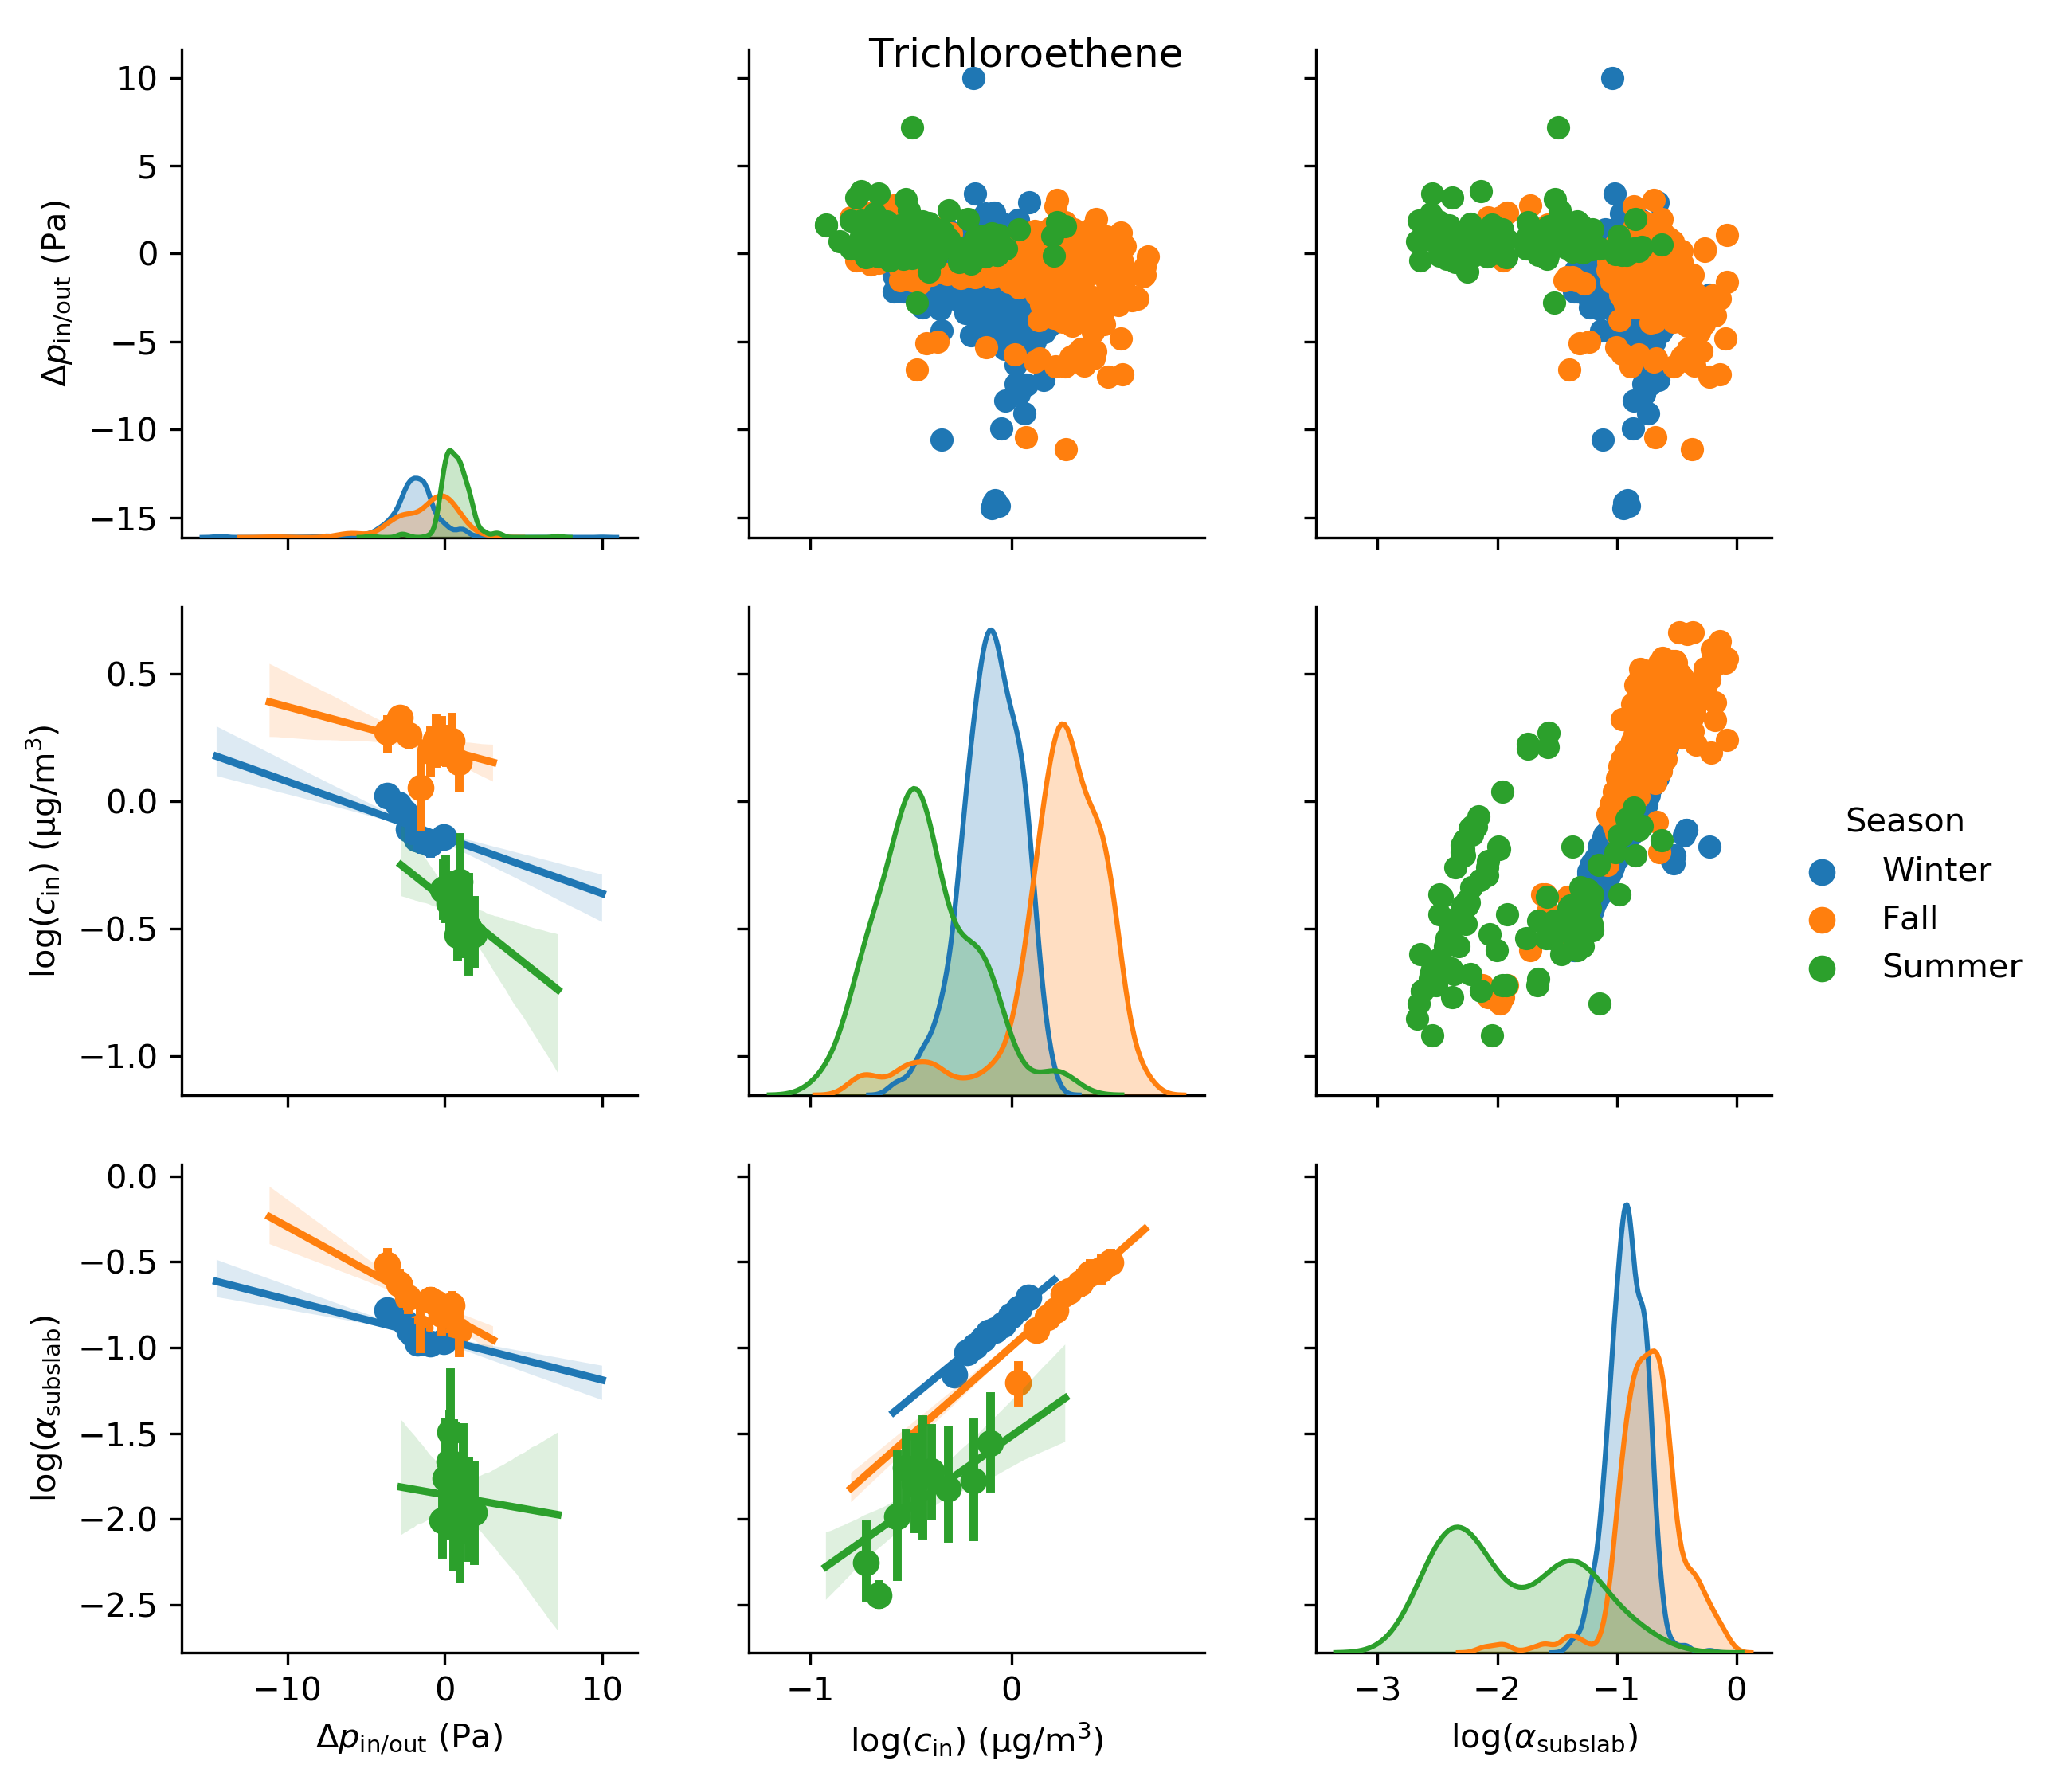 Trichloroethene
10
5
0
−5
−10
−15
Δp_in/out (Pa)
0.5
0.0
−0.5
−1.0
log(c_in) (µg/m³)
Season
Winter
Fall
Summer
0.0
−0.5
−1.0
−1.5
−2.0
−2.5
log(α_subslab)
−10 0 10
−1 0
−3 −2 −1 0
Δp_in/out (Pa)
log(c_in) (µg/m³)
log(α_subslab)